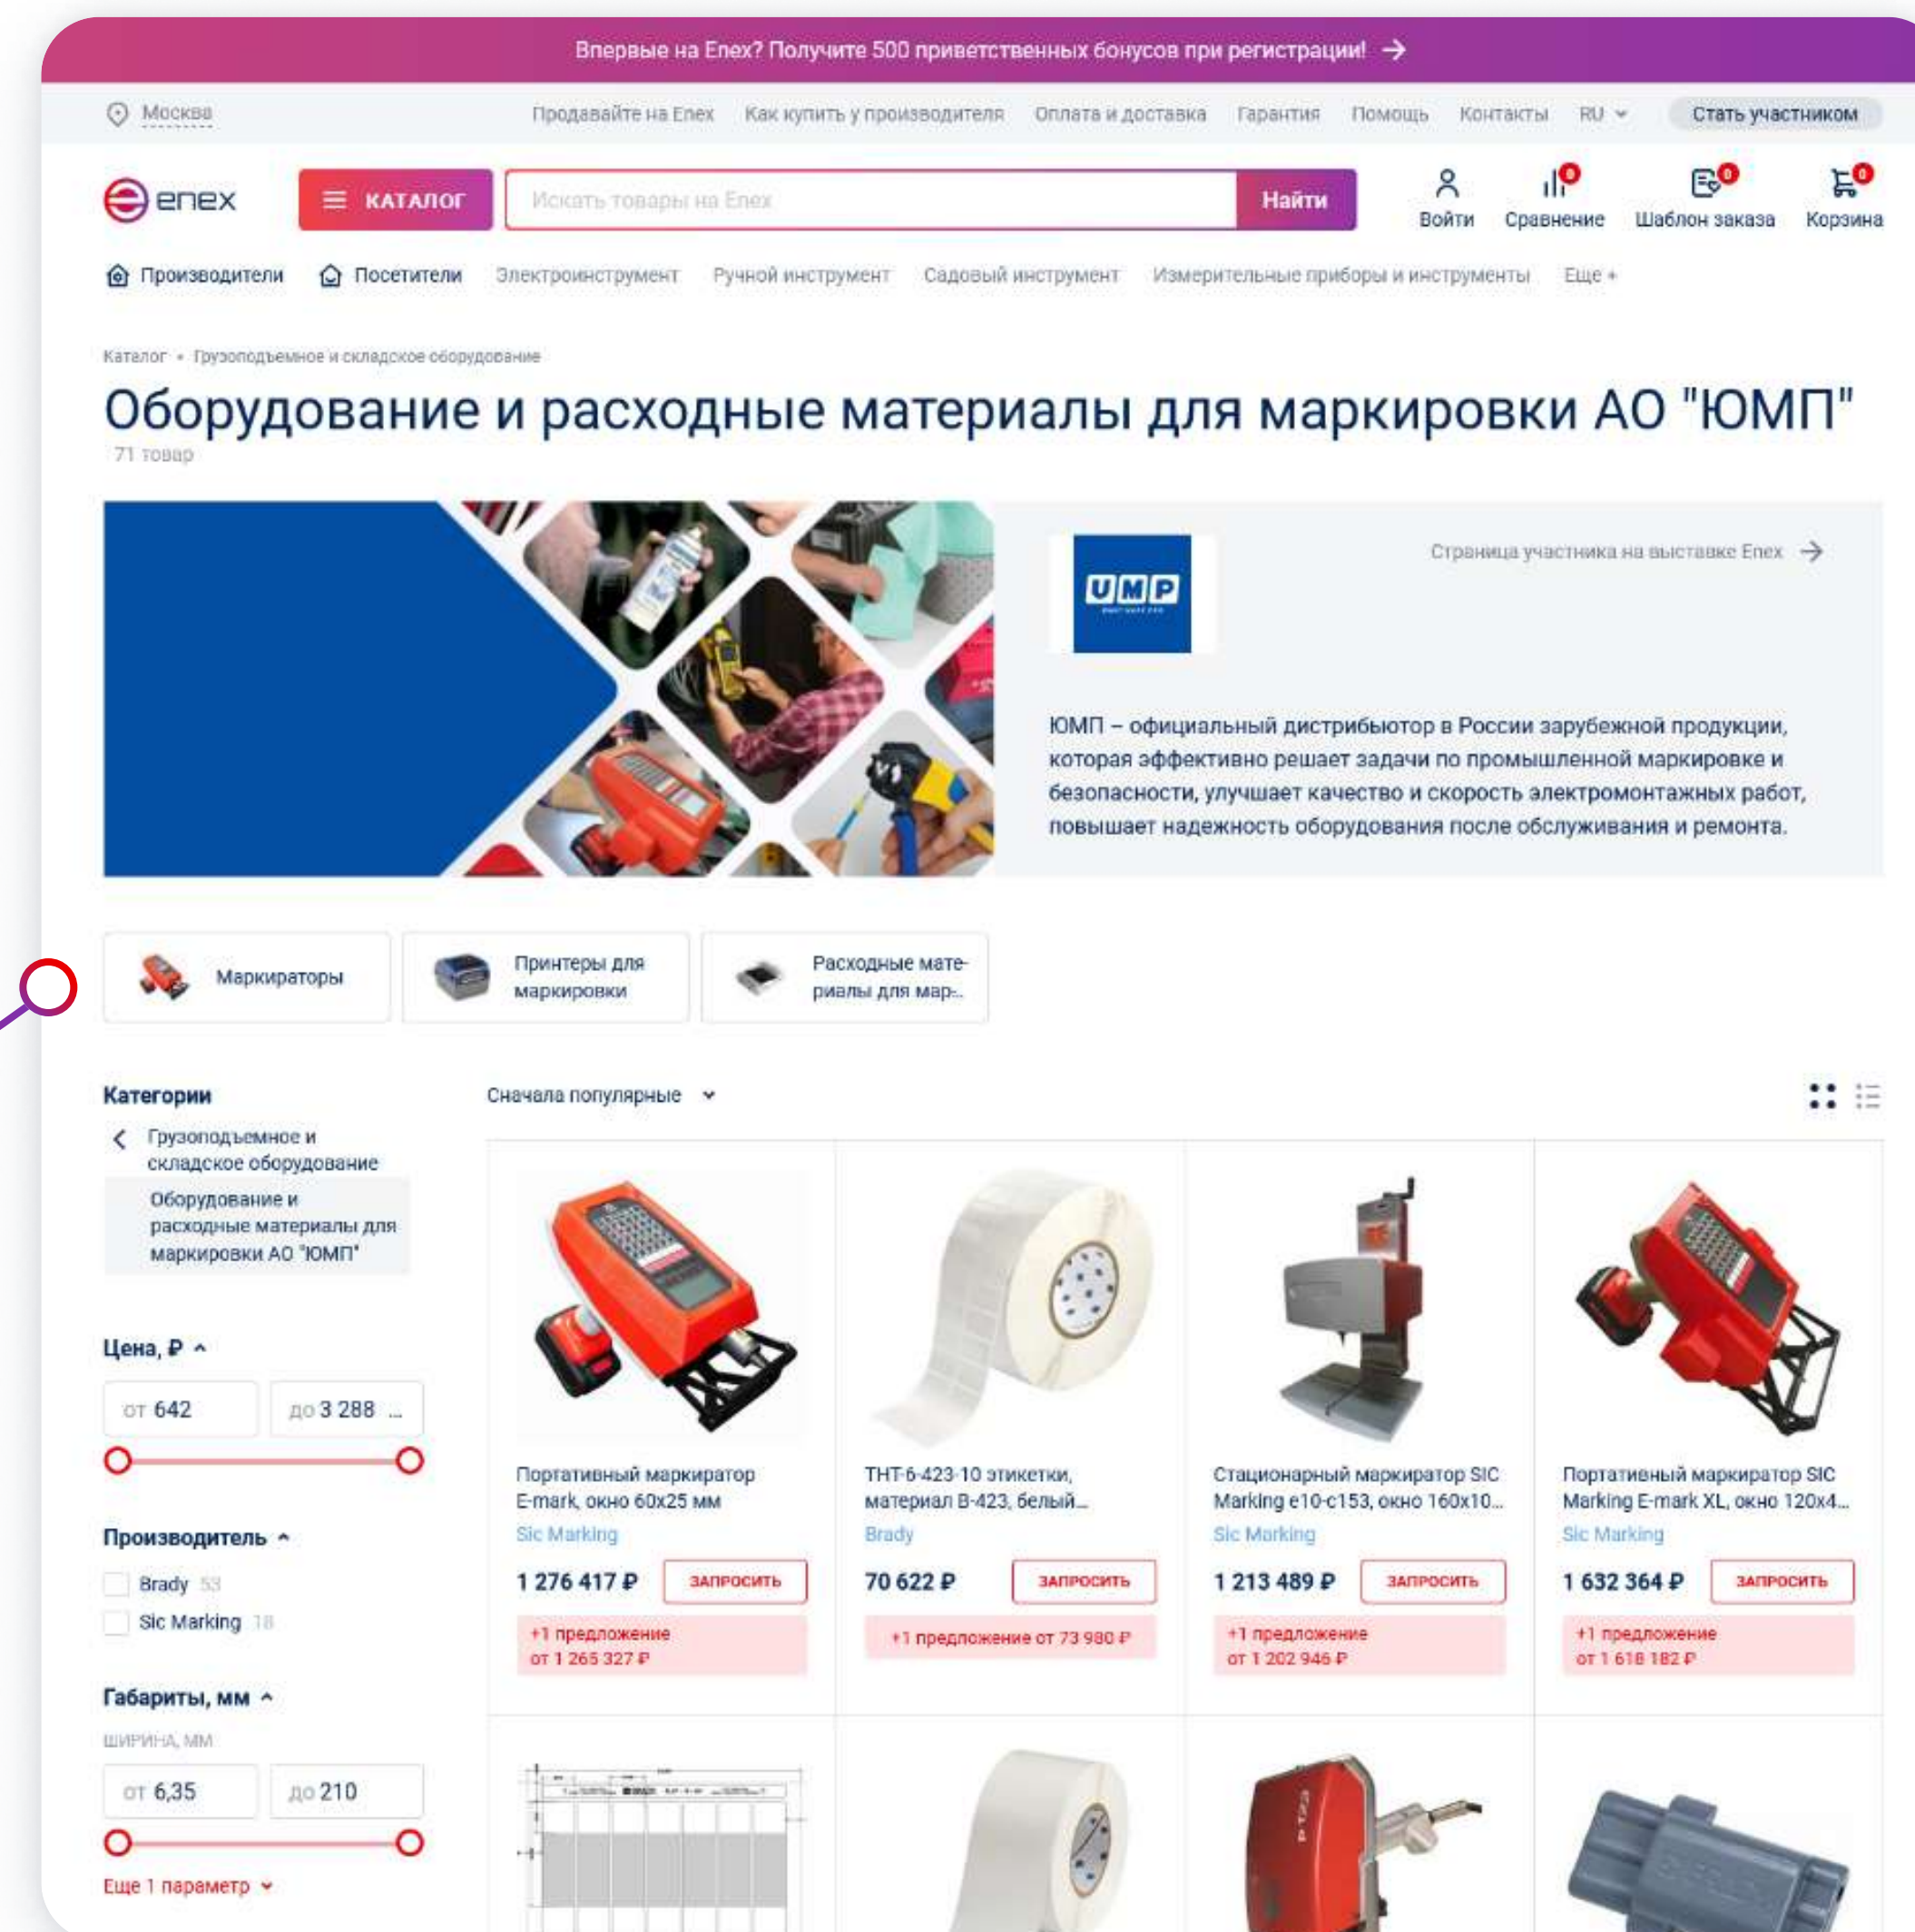 Впервые на Enex? Получите 500 приветственных бонусов при регистрации! →
Москва
Продавайте на Enex Как купить у производителя Оплата и доставка Гарантия Помощь Контакты RU Стать участником
enex
КАТАЛОГ
Искать товары на Enex
Найти
Войти
0
Сравнение
0
Шаблон заказа
0
Корзина
Производители Посетители Электроинструмент Ручной инструмент Садовый инструмент Измерительные приборы и инструменты Еще +
Каталог • Грузоподъемное и складское оборудование
Оборудование и расходные материалы для маркировки АО "ЮМП"
71 товар
UMP
Страница участника на выставке Enex →
ЮМП – официальный дистрибьютор в России зарубежной продукции,
которая эффективно решает задачи по промышленной маркировке и
безопасности, улучшает качество и скорость электромонтажных работ,
повышает надежность оборудования после обслуживания и ремонта.
Маркираторы
Принтеры для
маркировки
Расходные мате-
риалы для мар-..
Категории
Грузоподъемное и
складское оборудование
Оборудование и
расходные материалы для
маркировки АО "ЮМП"
Цена, ₽
от 642
до 3 288 ...
Производитель
Brady 53
Sic Marking 18
Габариты, мм
ШИРИНА, ММ
от 6,35
до 210
Еще 1 параметр
Сначала популярные
Портативный маркиратор
E-mark, окно 60x25 мм
Sic Marking
1 276 417 ₽
ЗАПРОСИТЬ
+1 предложение
от 1 265 327 ₽
THT-6-423-10 этикетки,
материал B-423, белый...
Brady
70 622 ₽
ЗАПРОСИТЬ
+1 предложение от 73 980 ₽
Стационарный маркиратор SIC
Marking e10-c153, окно 160x10...
Sic Marking
1 213 489 ₽
ЗАПРОСИТЬ
+1 предложение
от 1 202 946 ₽
Портативный маркиратор SIC
Marking E-mark XL, окно 120x4...
Sic Marking
1 632 364 ₽
ЗАПРОСИТЬ
+1 предложение
от 1 618 182 ₽